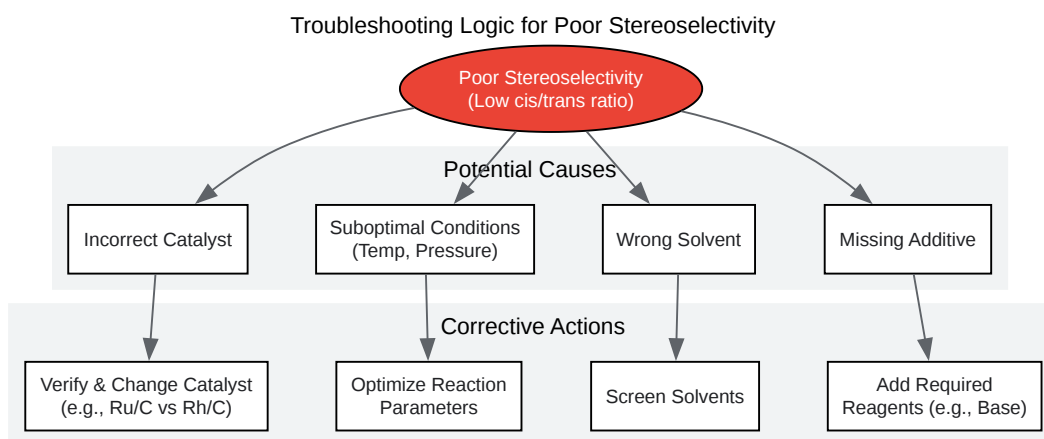 Troubleshooting Logic for Poor Stereoselectivity
Poor Stereoselectivity
(Low cis/trans ratio)
Potential Causes
Incorrect Catalyst
Suboptimal Conditions
(Temp, Pressure)
Wrong Solvent
Missing Additive
Corrective Actions
Verify & Change Catalyst
(e.g., Ru/C vs Rh/C)
Optimize Reaction
Parameters
Screen Solvents
Add Required
Reagents (e.g., Base)